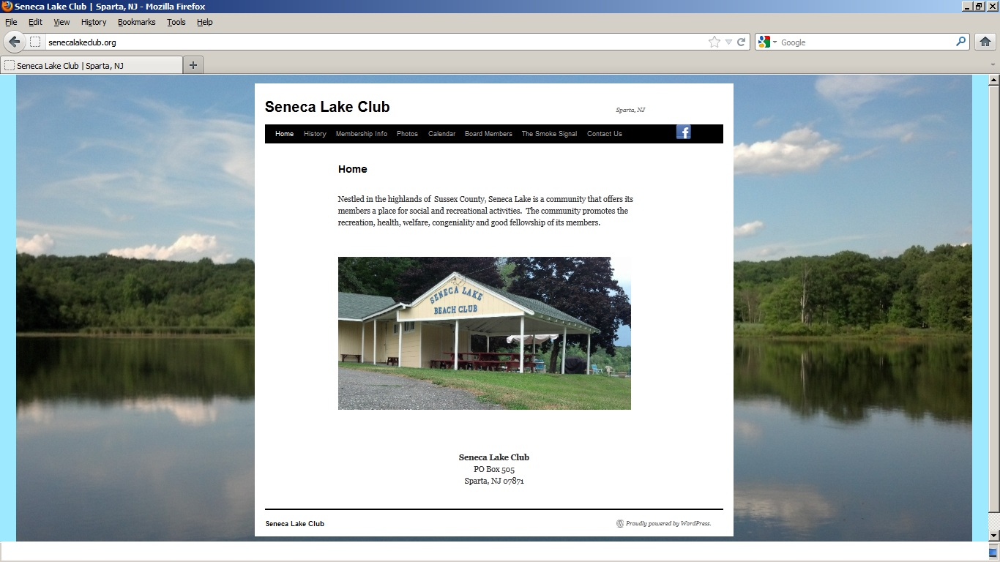 Seneca Lake Club | Sparta, NJ - Mozilla Firefox
File Edit View History Bookmarks Tools Help
senecalakeclub.org
Google
Seneca Lake Club | Sparta, NJ
Seneca Lake Club
Sparta, NJ
Home History Membership Info Photos Calendar Board Members The Smoke Signal Contact Us
Home
Nestled in the highlands of Sussex County, Seneca Lake is a community that offers its
members a place for social and recreational activities. The community promotes the
recreation, health, welfare, congeniality and good fellowship of its members.
SENECA LAKE
BEACH CLUB
Seneca Lake Club
PO Box 505
Sparta, NJ 07871
Seneca Lake Club
Proudly powered by WordPress.